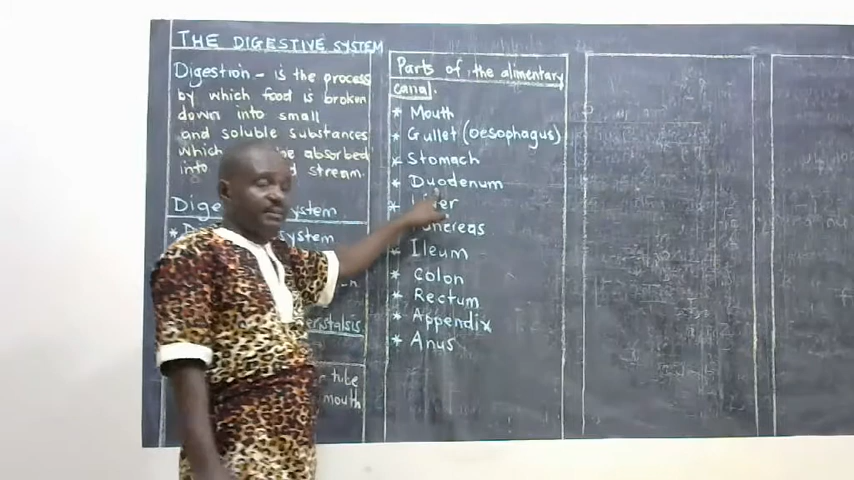 THE DIGESTIVE SYSTEM
Digestion - is the process
by which food is broken
down into small
and soluble substances
which be absorbed
into stream.
system
system
peristalsis
tube
mouth
Parts of the alimentary
canal
* Mouth
* Gullet (oesophagus)
* Stomach
* Duodenum
* Liver
Pancreas
* Ileum
* Colon
* Rectum
* Appendix
* Anus